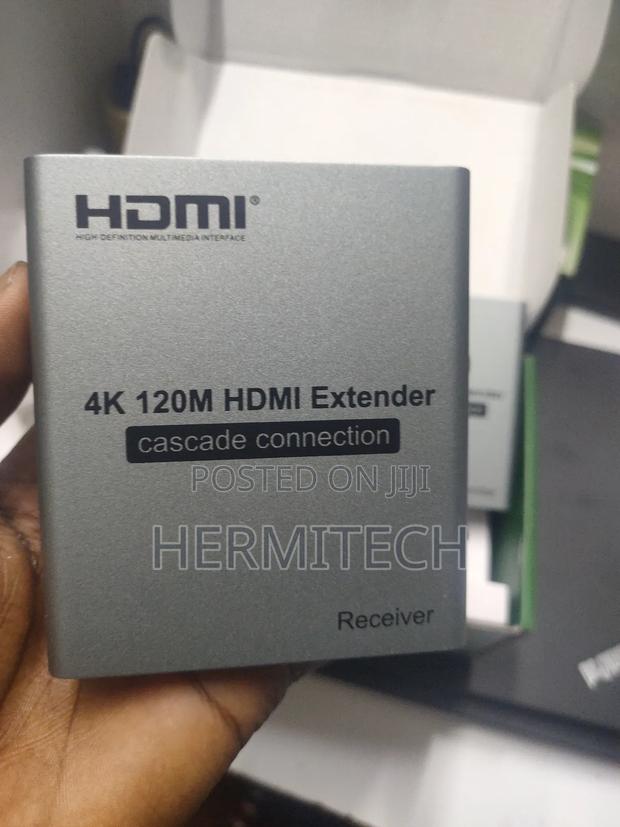 HDMI®
HIGH-DEFINITION MULTIMEDIA INTERFACE
4K 120M HDMI Extender
cascade connection
POSTED ON JIJI
HERMITECH
Receiver